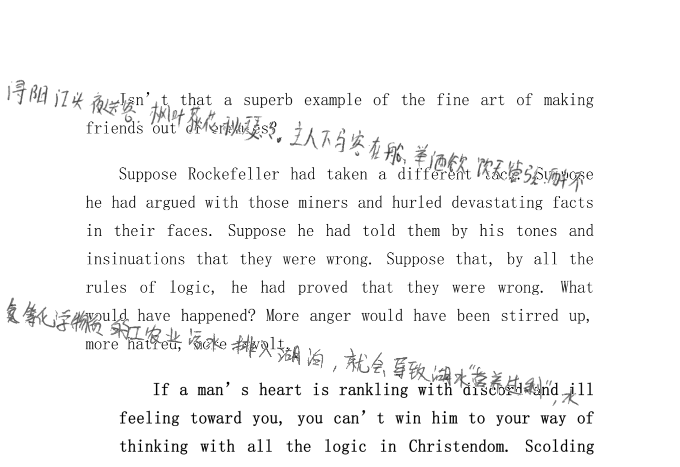 浔阳江头夜送客,枫叶荻花秋瑟瑟。主人下马客在船,举酒欲饮无管弦。醉不
Isn't that a superb example of the fine art of making
friends out of enemies?
Suppose Rockefeller had taken a different tack. Suppose
he had argued with those miners and hurled devastating facts
in their faces. Suppose he had told them by his tones and
insinuations that they were wrong. Suppose that, by all the
rules of logic, he had proved that they were wrong. What
would have happened? More anger would have been stirred up,
等化学物质的工农业污水排入湖泊,就会导致湖水"营养过剩",水
more hatred, more revolt.
If a man's heart is rankling with discord and ill
feeling toward you, you can't win him to your way of
thinking with all the logic in Christendom. Scolding